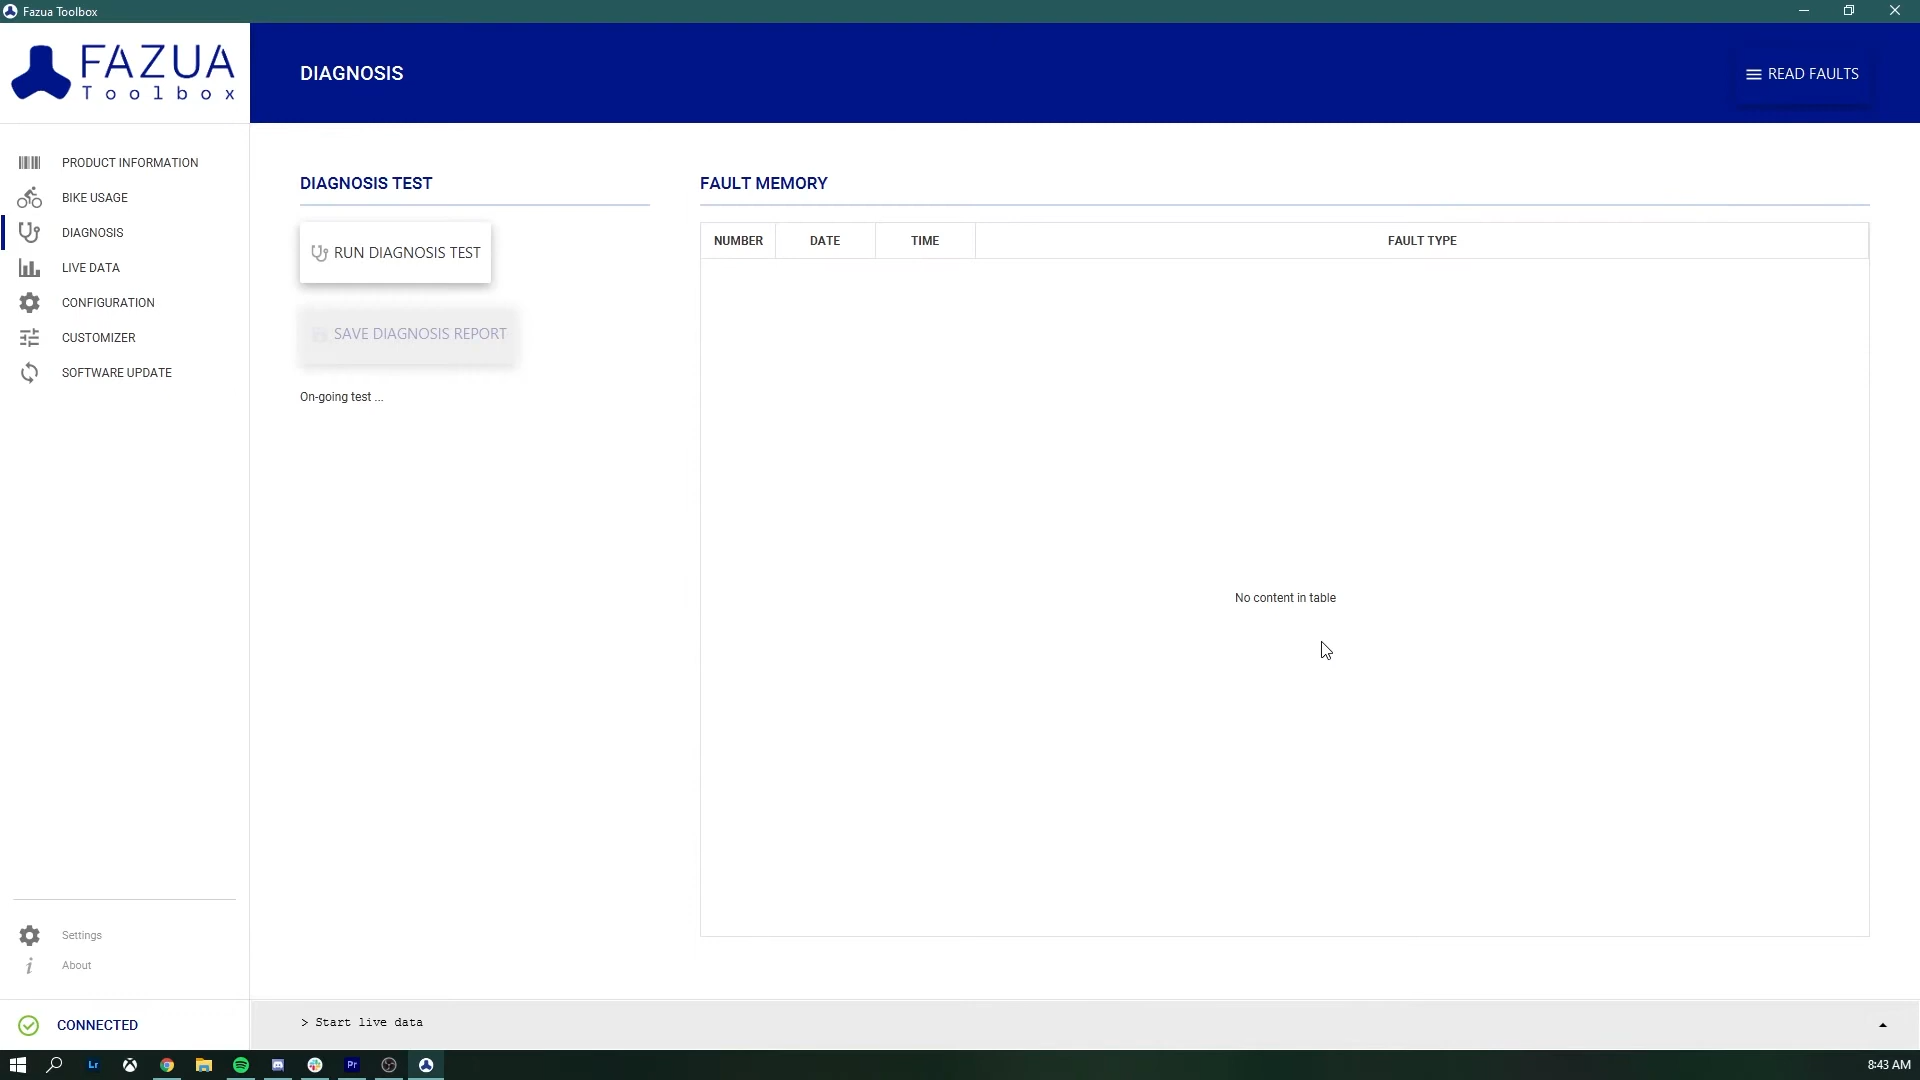 Fazua Toolbox
FAZUA
Toolbox
DIAGNOSIS
READ FAULTS
PRODUCT INFORMATION
BIKE USAGE
DIAGNOSIS
LIVE DATA
CONFIGURATION
CUSTOMIZER
SOFTWARE UPDATE
DIAGNOSIS TEST
RUN DIAGNOSIS TEST
SAVE DIAGNOSIS REPORT
On-going test ...
FAULT MEMORY
NUMBER DATE TIME FAULT TYPE
No content in table
Settings
i About
CONNECTED
> Start live data
Lr
Pr
8:43 AM